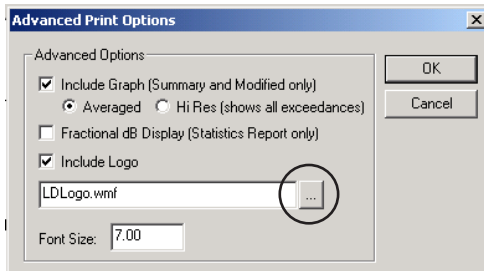 Advanced Print Options
Advanced Options
OK
Include Graph (Summary and Modified only)
Averaged Hi Res (shows all exceedances)
Cancel
Fractional dB Display (Statistics Report only)
Include Logo
LDLogo.wmf ...
Font Size: 7.00